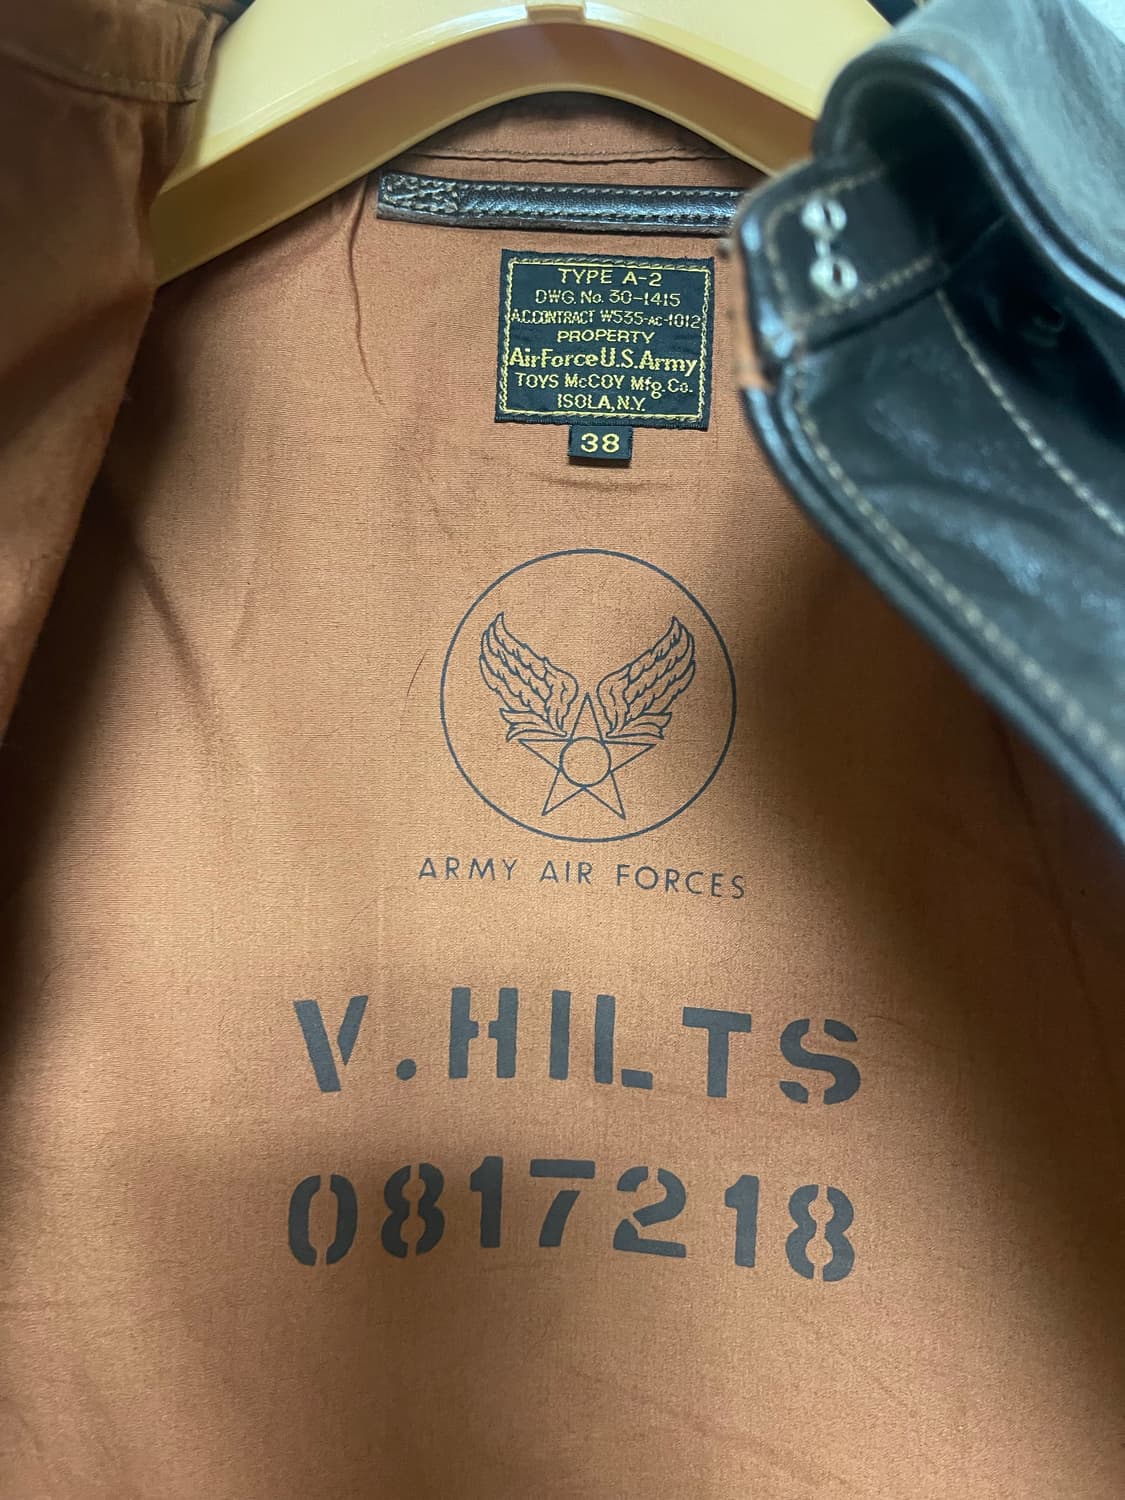 TYPE A-2
DWG. No. 30-1415
A.C.CONTRACT W535-AC-1012
PROPERTY
AirForce U.S.Army
TOYS McCOY Mfg.Co.
ISOLA, N.Y.
38
ARMY AIR FORCES
V.HILTS
0817218